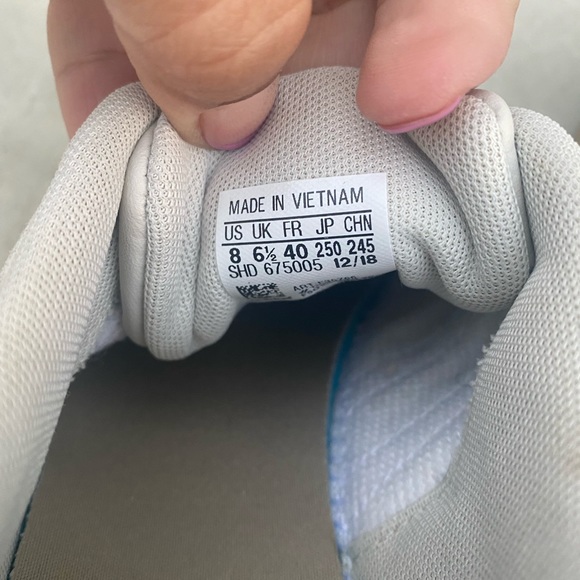 MADE IN VIETNAM
US UK FR JP CHN
8 6½ 40 250 245
SHD 675005 12/18